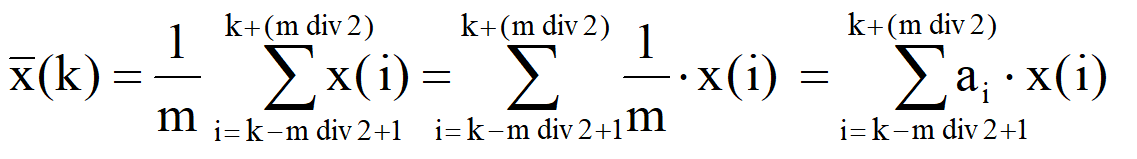 x̅(k) = 1/m ∑_{i=k−m div 2+1}^{k+(m div 2)} x(i) = ∑_{i=k−m div 2+1}^{k+(m div 2)} 1/m · x(i) = ∑_{i=k−m div 2+1}^{k+(m div 2)} a_i · x(i)